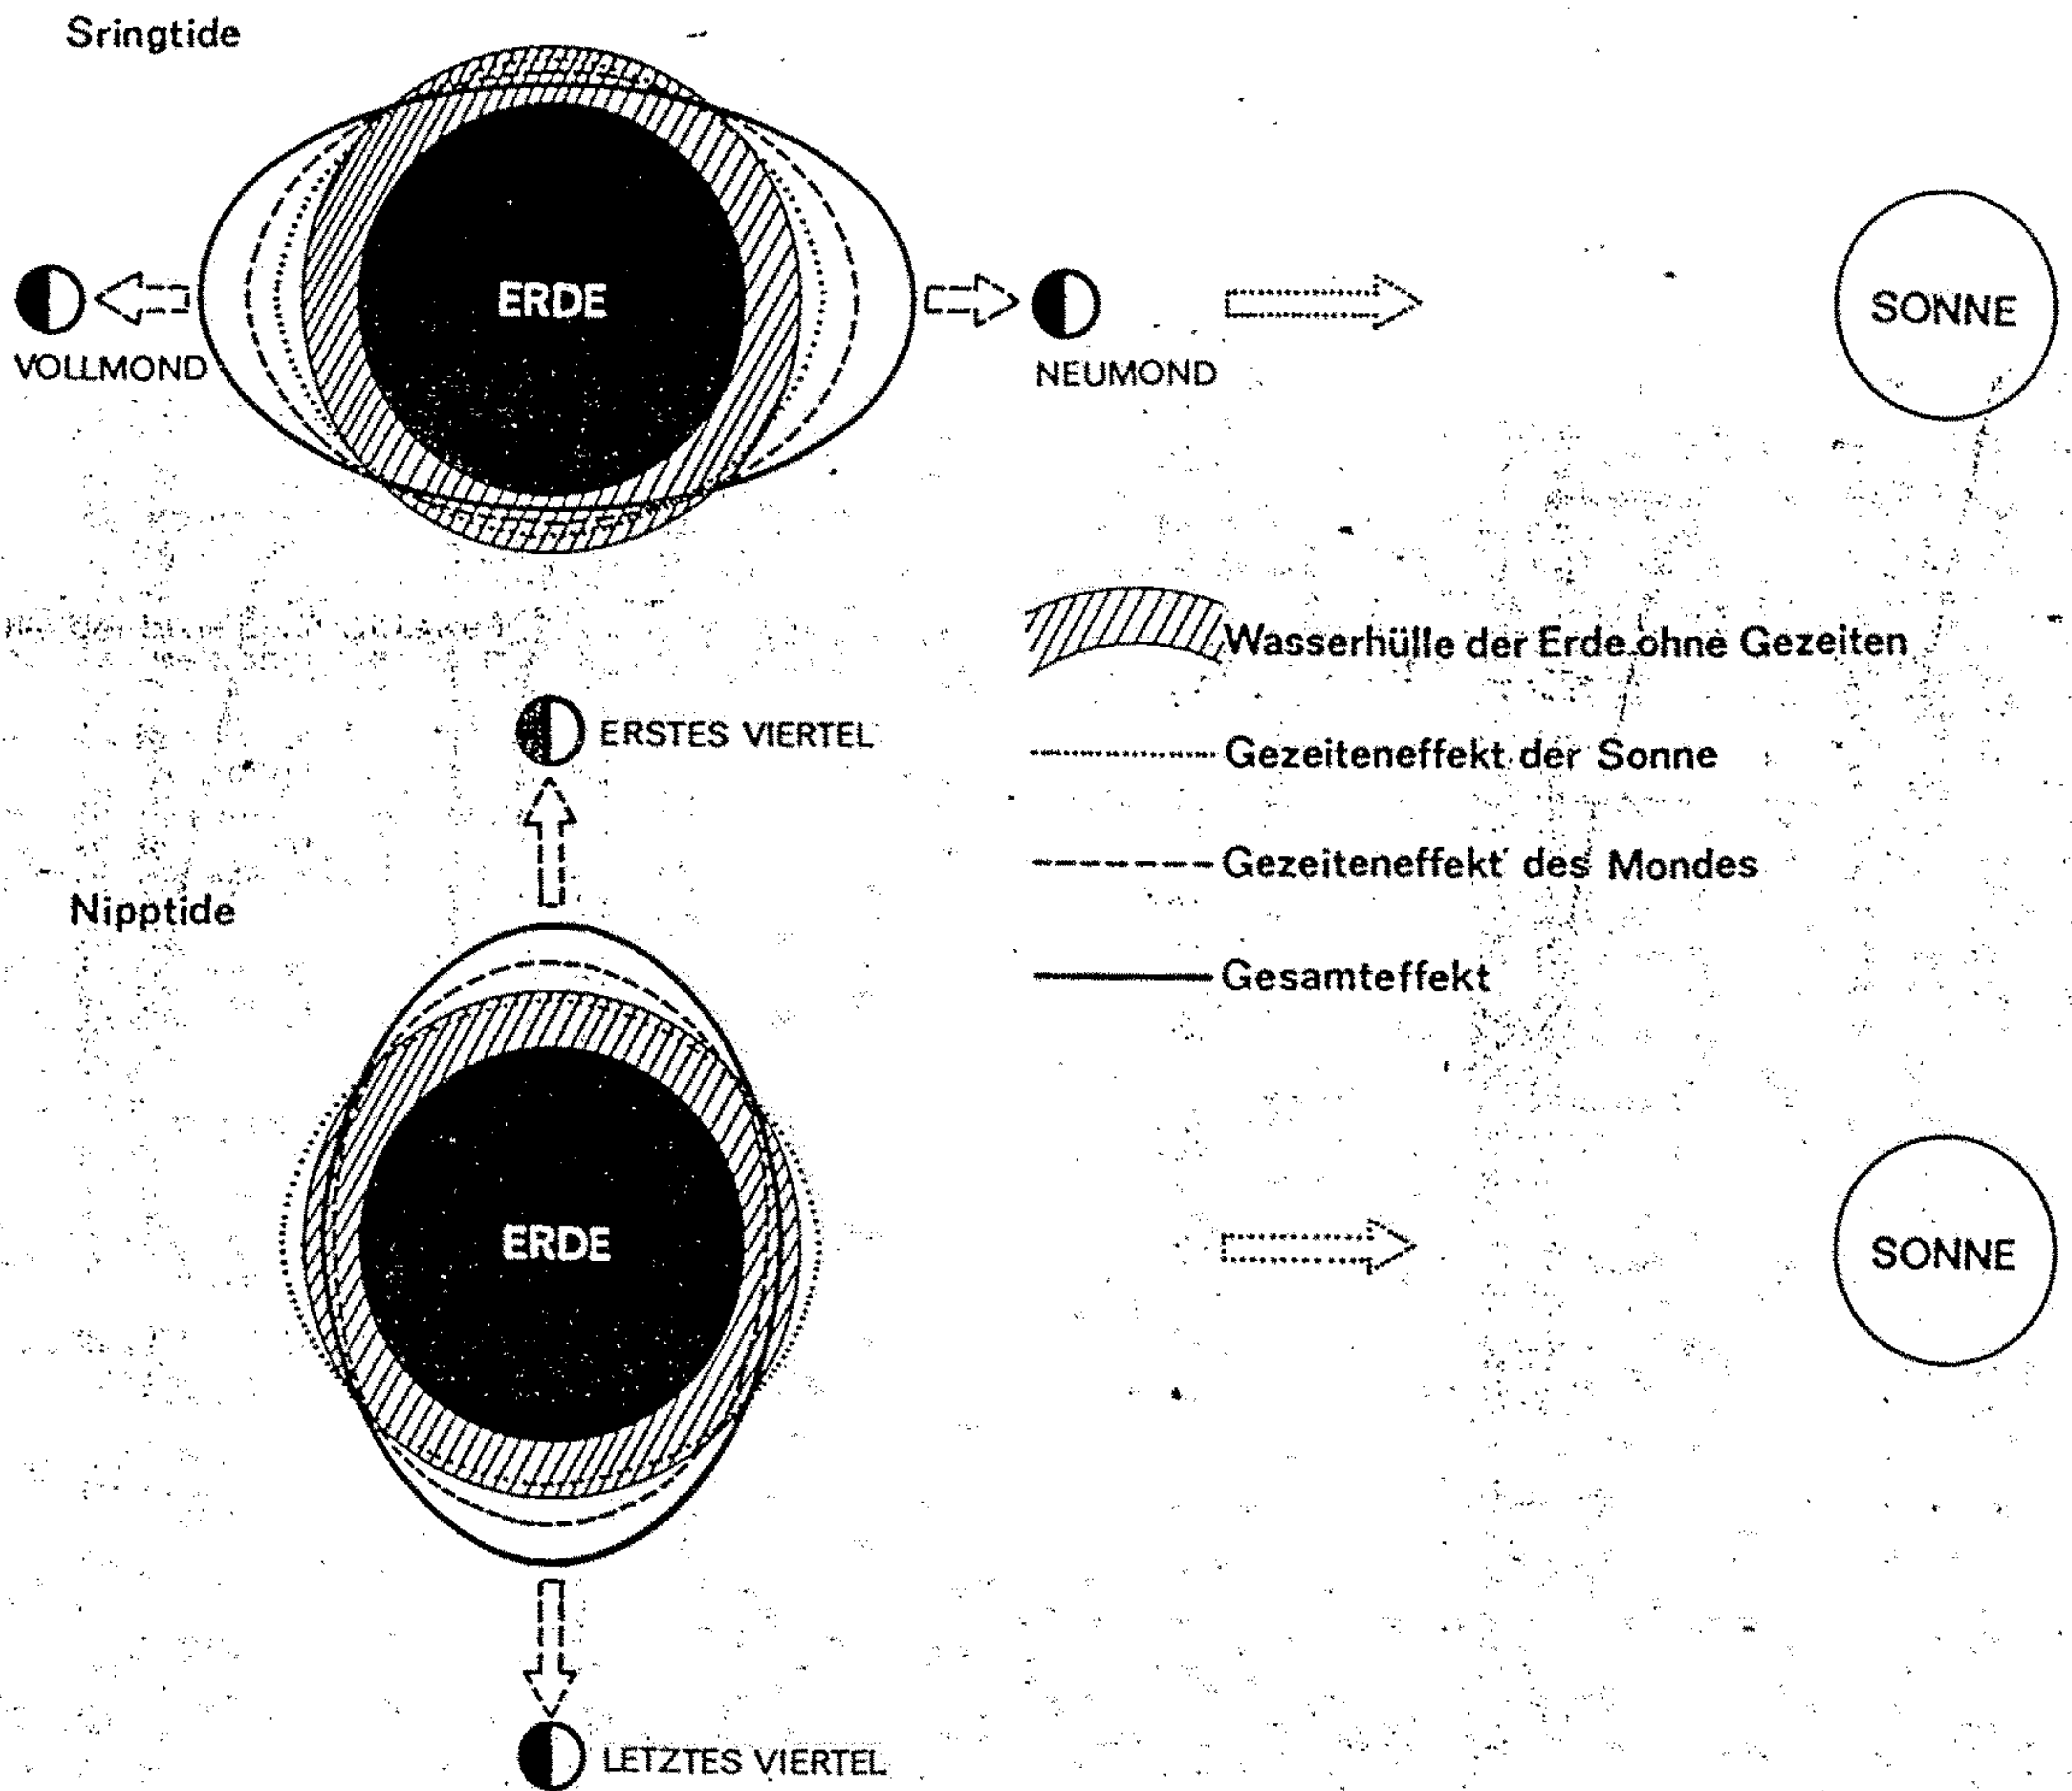 Sringtide
ERDE
SONNE
VOLLMOND
NEUMOND
Wasserhülle der Erde ohne Gezeiten
ERSTES VIERTEL
Gezeiteneffekt der Sonne
Gezeiteneffekt des Mondes
Nipptide
Gesamteffekt
ERDE
SONNE
LETZTES VIERTEL